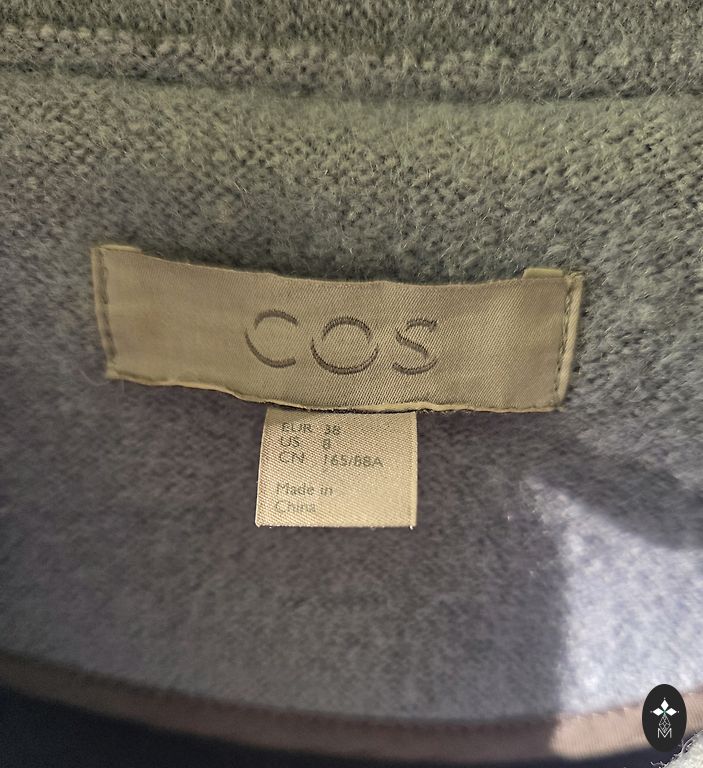 COS
EUR 38
US 8
CN 165/88A
Made in
China
M